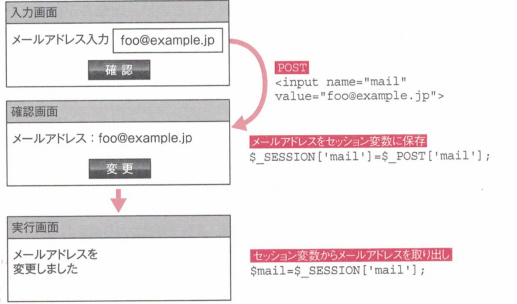 入力画面
メールアドレス入力 foo@example.jp
確 認
POST
<input name="mail"
value="foo@example.jp">
確認画面
メールアドレス：foo@example.jp
変 更
メールアドレスをセッション変数に保存
$_SESSION['mail']=$_POST['mail'];
実行画面
メールアドレスを
変更しました
セッション変数からメールアドレスを取り出し
$mail=$_SESSION['mail'];